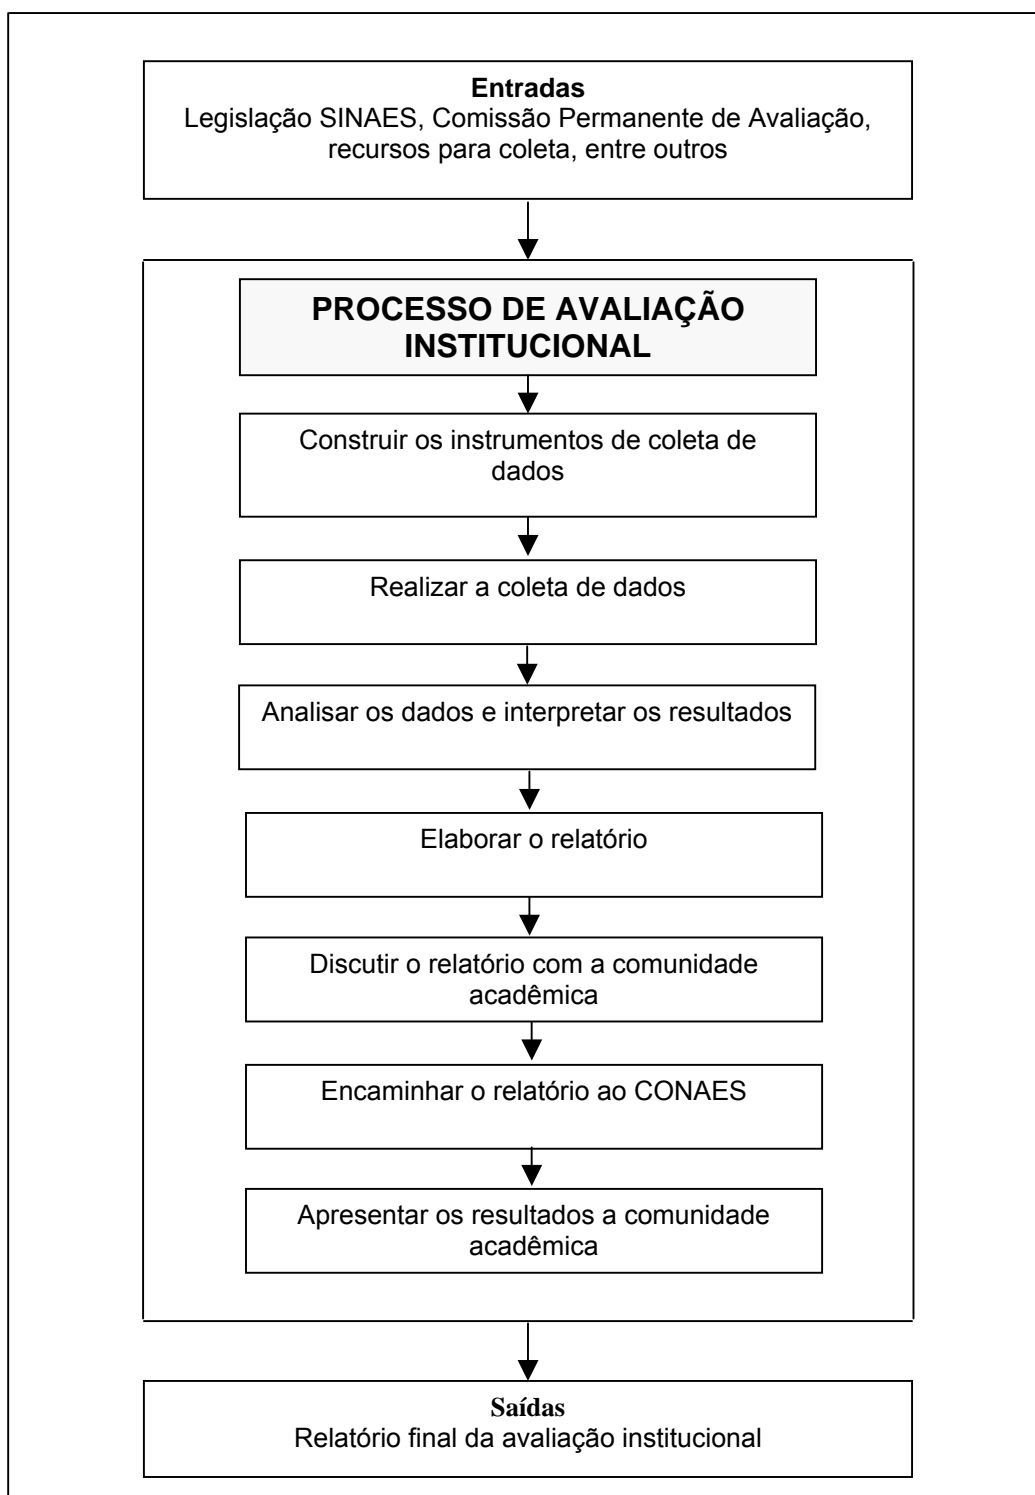 Entradas
Legislação SINAES, Comissão Permanente de Avaliação,
recursos para coleta, entre outros
PROCESSO DE AVALIAÇÃO
INSTITUCIONAL
Construir os instrumentos de coleta de
dados
Realizar a coleta de dados
Analisar os dados e interpretar os resultados
Elaborar o relatório
Discutir o relatório com a comunidade
acadêmica
Encaminhar o relatório ao CONAES
Apresentar os resultados a comunidade
acadêmica
Saídas
Relatório final da avaliação institucional